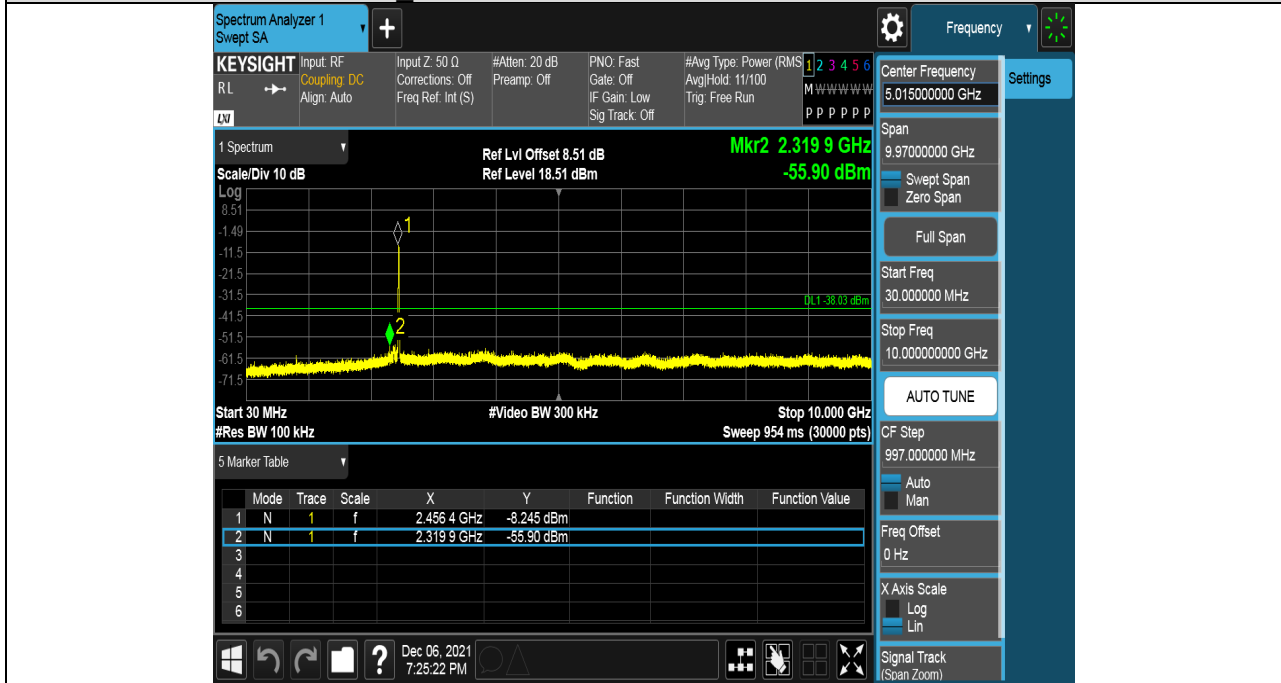 Spectrum Analyzer 1
Swept SA
+
Frequency
KEYSIGHT
RL
LXI
Input: RF
Coupling: DC
Align: Auto
Input Z: 50 Ω
Corrections: Off
Freq Ref: Int (S)
#Atten: 20 dB
Preamp: Off
PNO: Fast
Gate: Off
IF Gain: Low
Sig Track: Off
#Avg Type: Power (RMS
Avg|Hold: 11/100
Trig: Free Run
1 2 3 4 5 6
M W W W W W
P P P P P P
1 Spectrum
Scale/Div 10 dB
Ref Lvl Offset 8.51 dB
Ref Level 18.51 dBm
Mkr2 2.319 9 GHz
-55.90 dBm
Log
8.51
-1.49
-11.5
-21.5
-31.5
-41.5
-51.5
-61.5
-71.5
1
2
DL1 -38.03 dBm
Start 30 MHz
#Res BW 100 kHz
#Video BW 300 kHz
Stop 10.000 GHz
Sweep 954 ms (30000 pts)
5 Marker Table
Mode Trace Scale X Y Function Function Width Function Value
1 N 1 f 2.456 4 GHz -8.245 dBm
2 N 1 f 2.319 9 GHz -55.90 dBm
3
4
5
6
Dec 06, 2021
7:25:22 PM
?
Center Frequency
5.015000000 GHz
Settings
Span
9.97000000 GHz
Swept Span
Zero Span
Full Span
Start Freq
30.000000 MHz
Stop Freq
10.000000000 GHz
AUTO TUNE
CF Step
997.000000 MHz
Auto
Man
Freq Offset
0 Hz
X Axis Scale
Log
Lin
Signal Track
(Span Zoom)